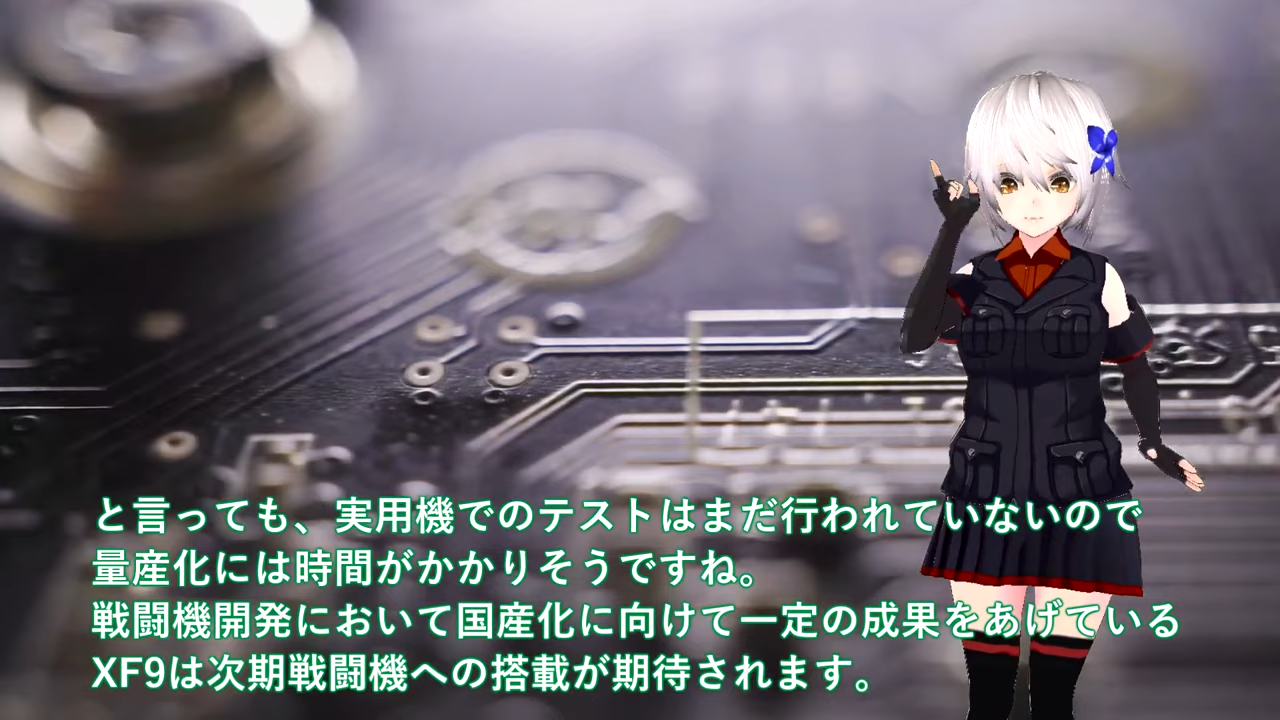 と言っても、実用機でのテストはまだ行われていないので
量産化には時間がかかりそうですね。
戦闘機開発において国産化に向けて一定の成果をあげている
XF9は次期戦闘機への搭載が期待されます。